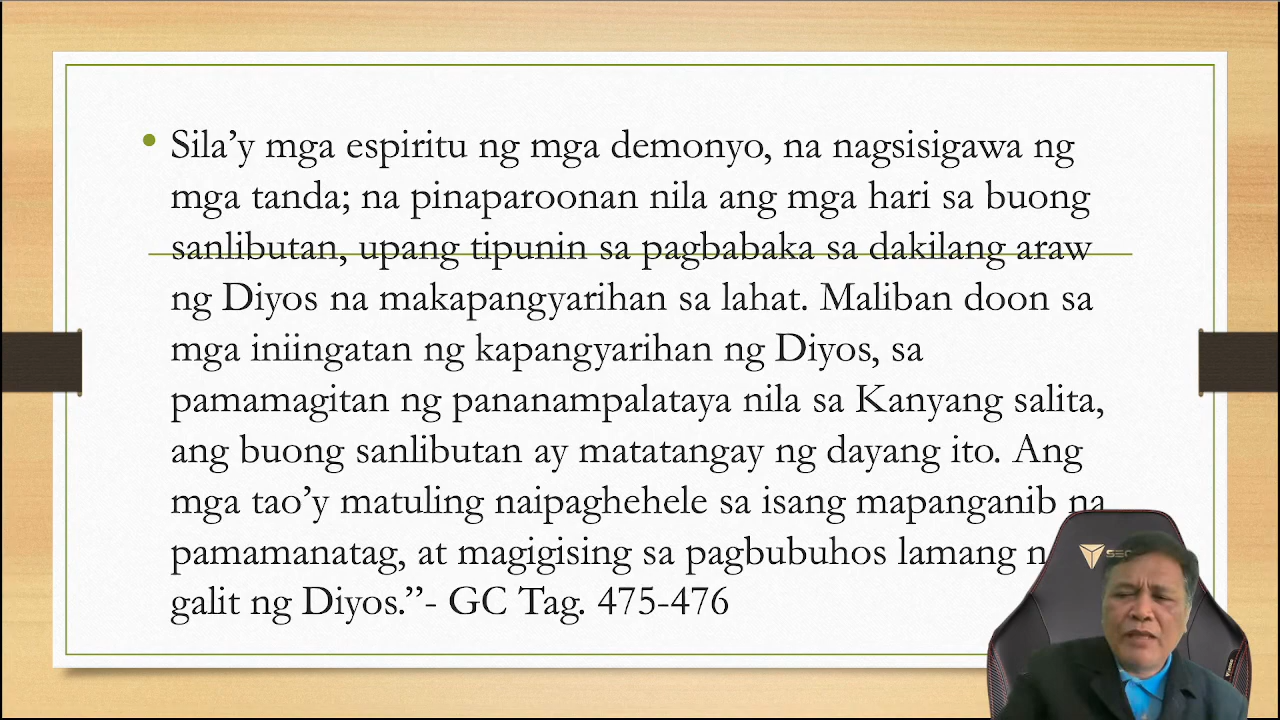 • Sila’y mga espiritu ng mga demonyo, na nagsisigawa ng
mga tanda; na pinaparoonan nila ang mga hari sa buong
sanlibutan, upang tipunin sa pagbabaka sa dakilang araw
ng Diyos na makapangyarihan sa lahat. Maliban doon sa
mga iniingatan ng kapangyarihan ng Diyos, sa
pamamagitan ng pananampalataya nila sa Kanyang salita,
ang buong sanlibutan ay matatangay ng dayang ito. Ang
mga tao’y matuling naipaghehele sa isang mapanganib na
pamamanatag, at magigising sa pagbubuhos lamang
galit ng Diyos.”- GC Tag. 475-476